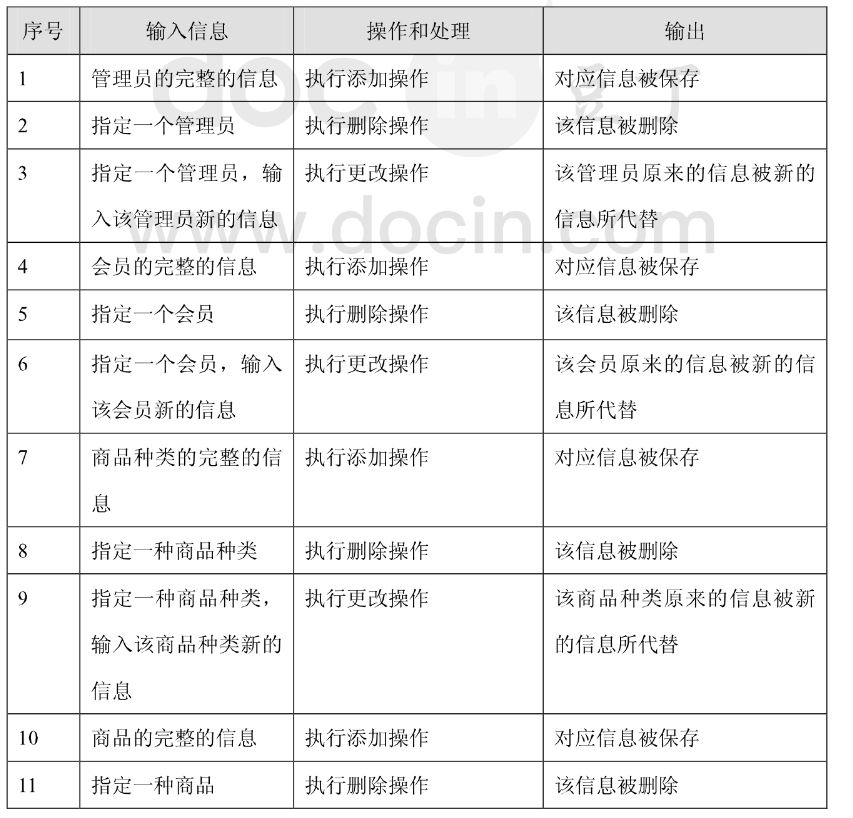 序号 输入信息 操作和处理 输出
1 管理员的完整的信息 执行添加操作 对应信息被保存
2 指定一个管理员 执行删除操作 该信息被删除
3 指定一个管理员，输 执行更改操作 该管理员原来的信息被新的
入该管理员新的信息 信息所代替
4 会员的完整的信息 执行添加操作 对应信息被保存
5 指定一个会员 执行删除操作 该信息被删除
6 指定一个会员，输入 执行更改操作 该会员原来的信息被新的信
该会员新的信息 息所代替
7 商品种类的完整的信 执行添加操作 对应信息被保存
息
8 指定一种商品种类 执行删除操作 该信息被删除
9 指定一种商品种类， 执行更改操作 该商品种类原来的信息被新
输入该商品种类新的 的信息所代替
信息
10 商品的完整的信息 执行添加操作 对应信息被保存
11 指定一种商品 执行删除操作 该信息被删除
docin 豆丁
www.docin.com